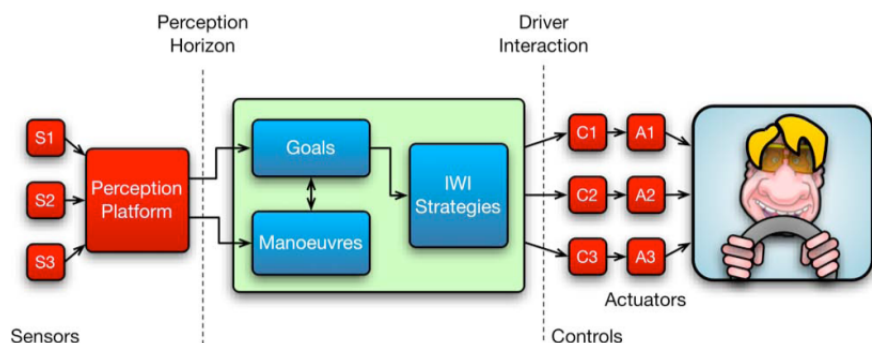 Perception
Horizon
Driver
Interaction
S1
S2
S3
Perception
Platform
Goals
Manoeuvres
IWI
Strategies
C1
A1
C2
A2
C3
A3
Actuators
Sensors
Controls